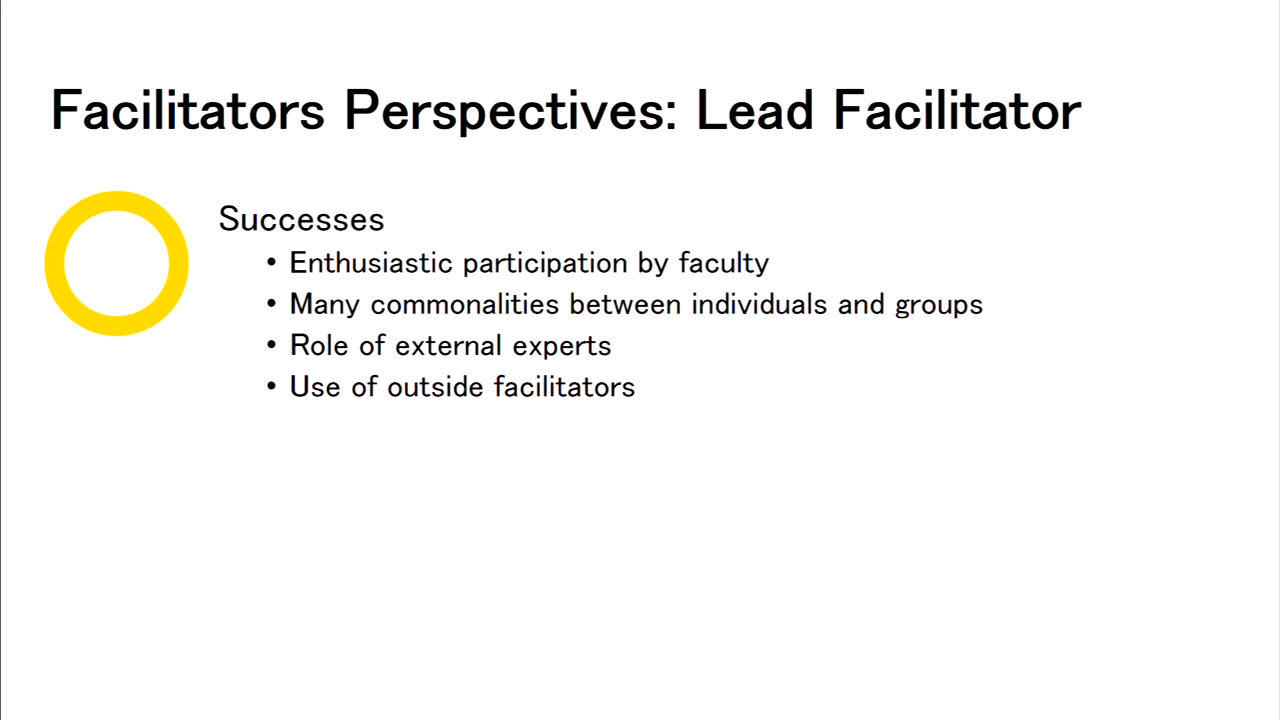 Facilitators Perspectives: Lead Facilitator
Successes
• Enthusiastic participation by faculty
• Many commonalities between individuals and groups
• Role of external experts
• Use of outside facilitators